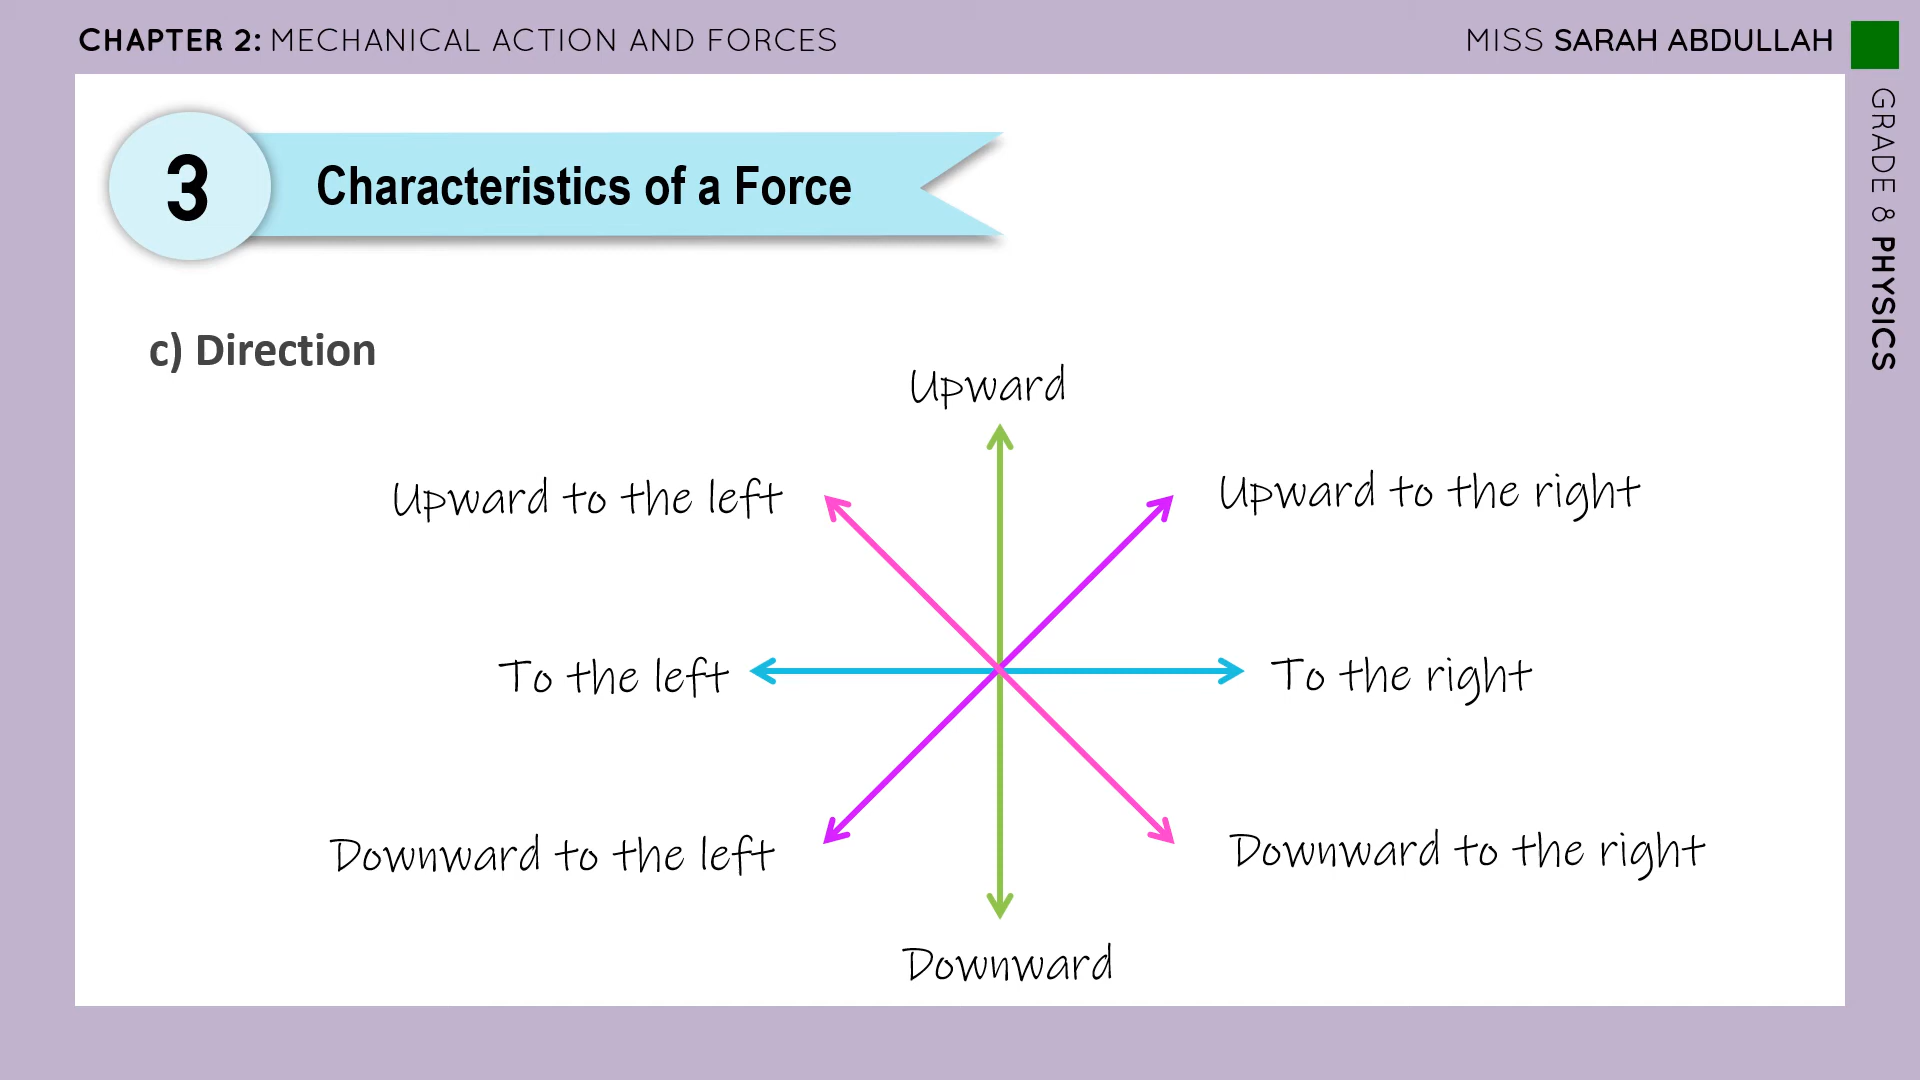 CHAPTER 2: MECHANICAL ACTION AND FORCES
MISS SARAH ABDULLAH
GRADE 8 PHYSICS
3
Characteristics of a Force
c) Direction
Upward
Upward to the left
Upward to the right
To the left
To the right
Downward to the left
Downward to the right
Downward